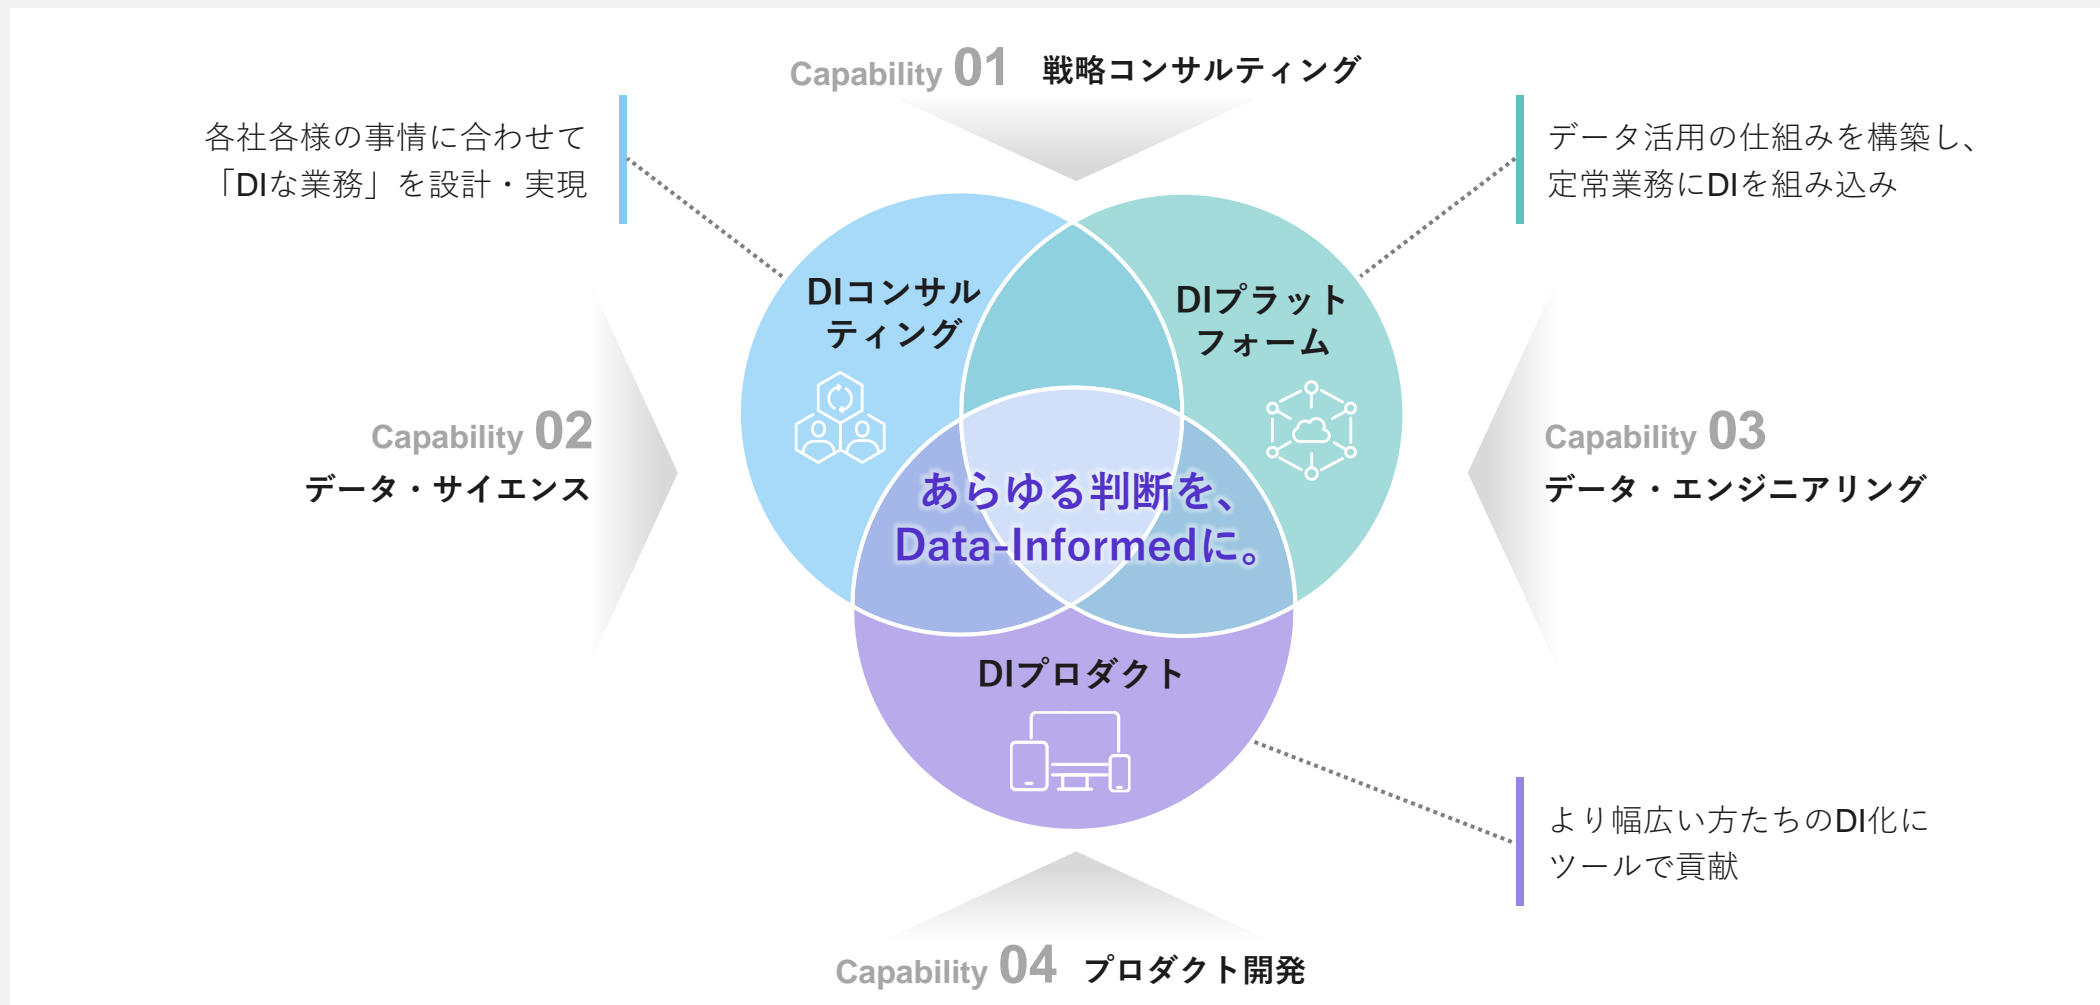 Capability 01 戦略コンサルティング
各社各様の事情に合わせて
「DIな業務」を設計・実現
データ活用の仕組みを構築し、
定常業務にDIを組み込み
DIコンサル
ティング
DIプラット
フォーム
Capability 02
データ・サイエンス
Capability 03
データ・エンジニアリング
あらゆる判断を、
Data-Informedに。
DIプロダクト
より幅広い方たちのDI化に
ツールで貢献
Capability 04 プロダクト開発